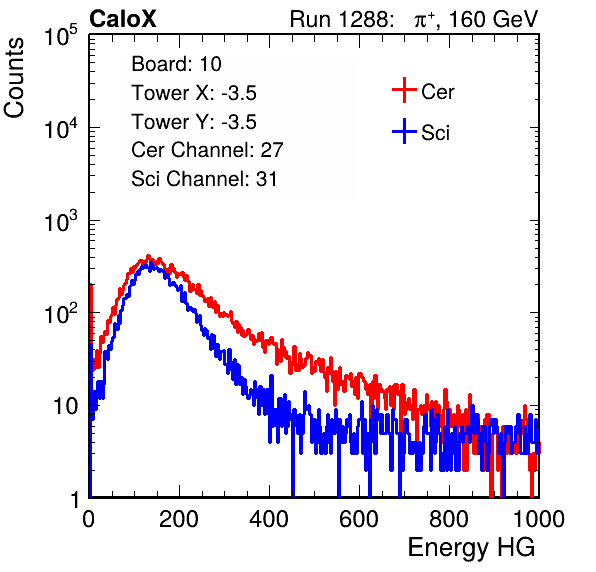 CaloX Run 1288: π⁺, 160 GeV
Counts
10⁵
10⁴
10³
10²
10
1
Board: 10
Tower X: -3.5
Tower Y: -3.5
Cer Channel: 27
Sci Channel: 31
Cer
Sci
0 200 400 600 800 1000
Energy HG